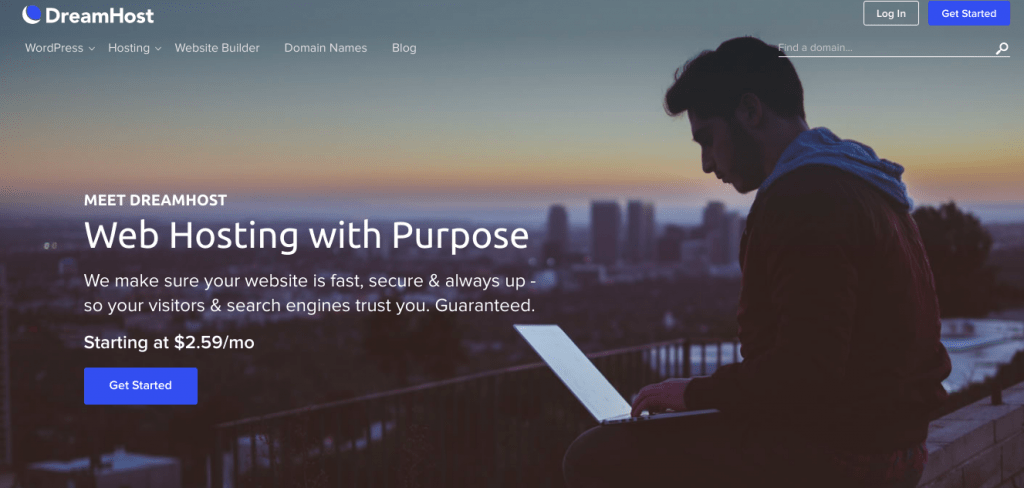 DreamHost
Log In
Get Started
WordPress
Hosting
Website Builder
Domain Names
Blog
Find a domain...
MEET DREAMHOST
Web Hosting with Purpose
We make sure your website is fast, secure & always up -
so your visitors & search engines trust you. Guaranteed.
Starting at $2.59/mo
Get Started